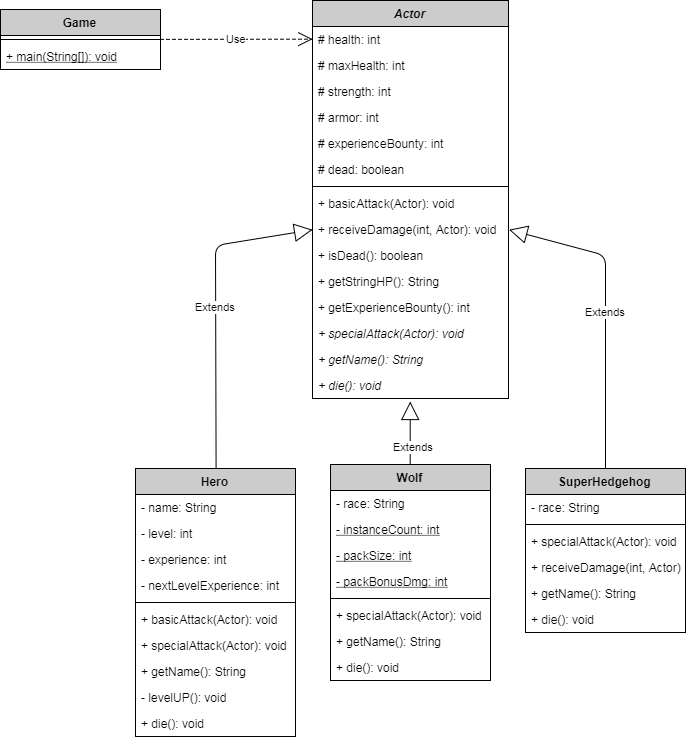 Game
+ main(String[]): void
Use
Actor
# health: int
# maxHealth: int
# strength: int
# armor: int
# experienceBounty: int
# dead: boolean
+ basicAttack(Actor): void
+ receiveDamage(int, Actor): void
+ isDead(): boolean
+ getStringHP(): String
+ getExperienceBounty(): int
+ specialAttack(Actor): void
+ getName(): String
+ die(): void
Extends
Extends
Extends
Hero
- name: String
- level: int
- experience: int
- nextLevelExperience: int
+ basicAttack(Actor): void
+ specialAttack(Actor): void
+ getName(): String
- levelUP(): void
+ die(): void
Wolf
- race: String
- instanceCount: int
- packSize: int
- packBonusDmg: int
+ specialAttack(Actor): void
+ getName(): String
+ die(): void
SuperHedgehog
- race: String
+ specialAttack(Actor): void
+ receiveDamage(int, Actor)
+ getName(): String
+ die(): void